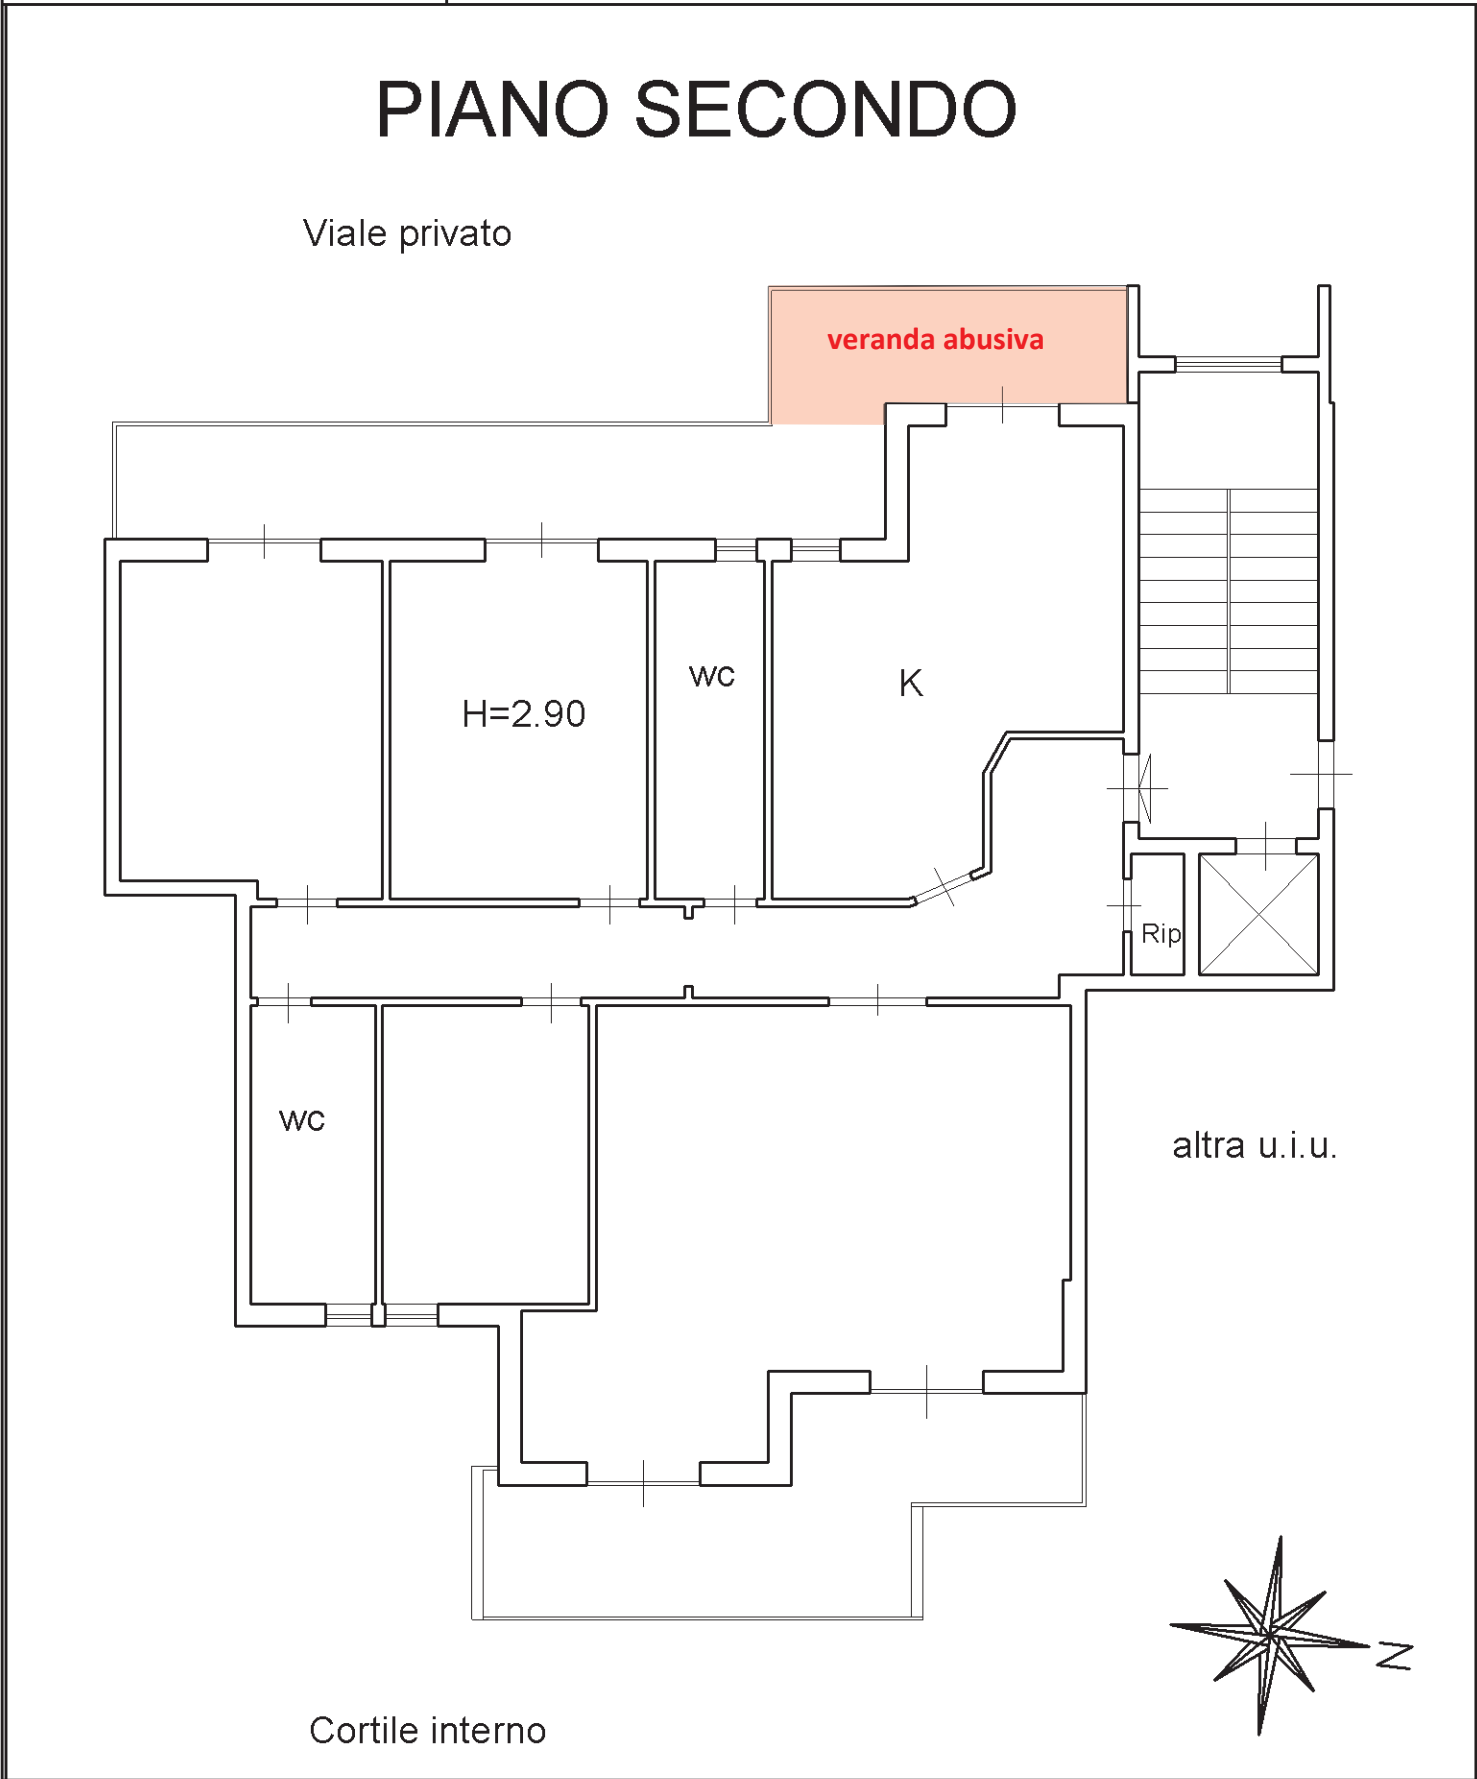 PIANO SECONDO
Viale privato
veranda abusiva
wc
K
H=2.90
Rip
wc
altra u.i.u.
N
Cortile interno